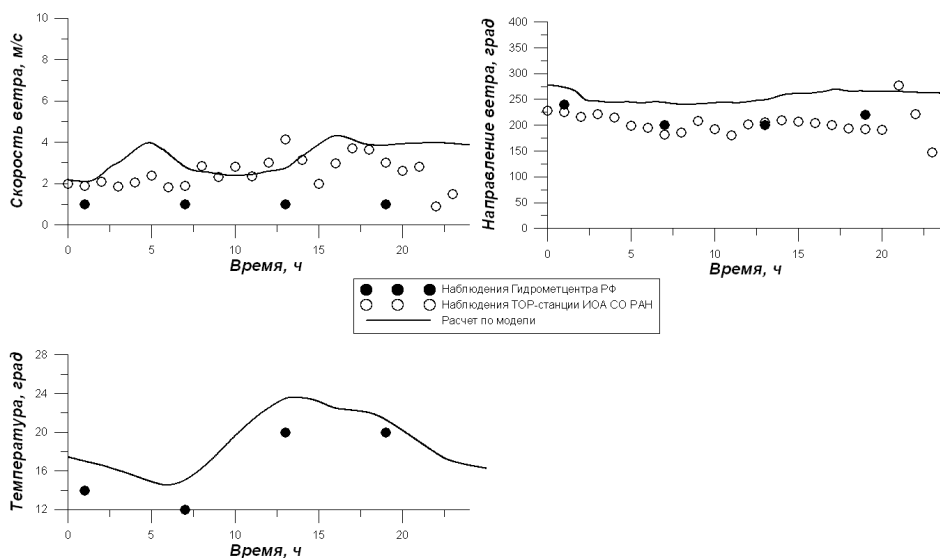 Скорость ветра, м/с
10
8
6
4
2
0
0 5 10 15 20
Время, ч
Направление ветра, град
400
350
300
250
200
150
100
50
0
0 5 10 15 20
Время, ч
Наблюдения Гидрометцентра РФ
Наблюдения ТОР-станции ИОА СО РАН
Расчет по модели
Температура, град
28
24
20
16
12
0 5 10 15 20
Время, ч